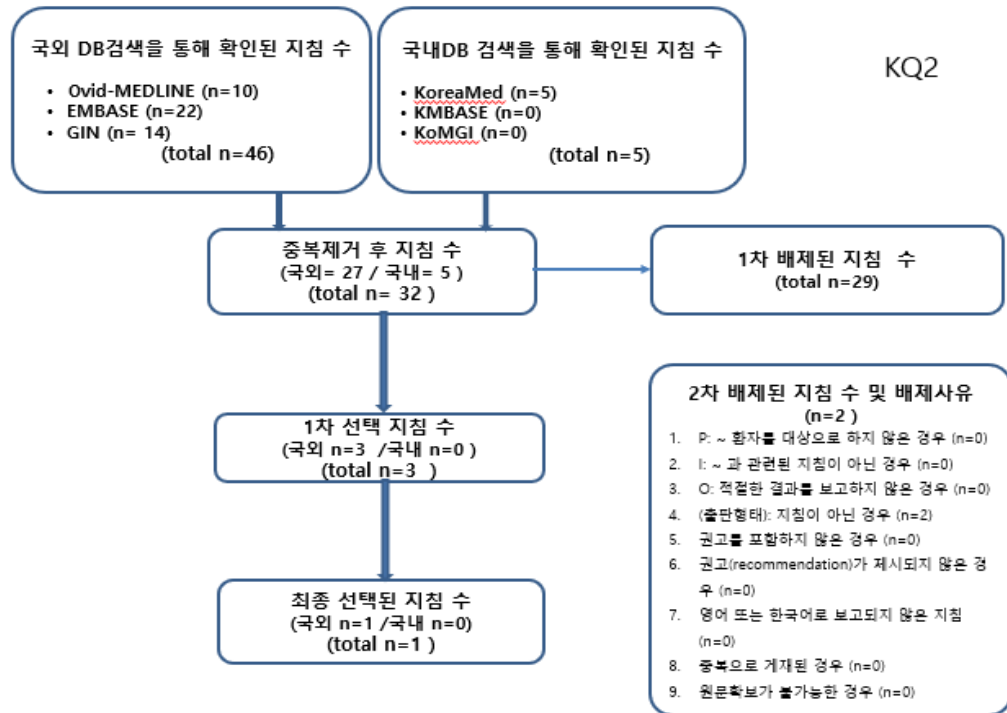 국외 DB검색을 통해 확인된 지침 수
• Ovid-MEDLINE (n=10)
• EMBASE (n=22)
• GIN (n= 14)
(total n=46)
국내DB 검색을 통해 확인된 지침 수
• KoreaMed (n=5)
• KMBASE (n=0)
• KoMGI (n=0)
(total n=5)
KQ2
중복제거 후 지침 수
(국외= 27 / 국내= 5 )
(total n= 32 )
1차 배제된 지침 수
(total n=29)
1차 선택 지침 수
(국외 n=3 /국내 n=0 )
(total n=3 )
2차 배제된 지침 수 및 배제사유
(n=2 )
1. P: ~ 환자를 대상으로 하지 않은 경우 (n=0)
2. I: ~ 과 관련된 지침이 아닌 경우 (n=0)
3. O: 적절한 결과를 보고하지 않은 경우 (n=0)
4. (출판형태): 지침이 아닌 경우 (n=2)
5. 권고를 포함하지 않은 경우 (n=0)
6. 권고(recommendation)가 제시되지 않은 경
우 (n=0)
7. 영어 또는 한국어로 보고되지 않은 지침
(n=0)
8. 중복으로 게재된 경우 (n=0)
9. 원문확보가 불가능한 경우 (n=0)
최종 선택된 지침 수
(국외 n=1 /국내 n=0)
(total n=1 )